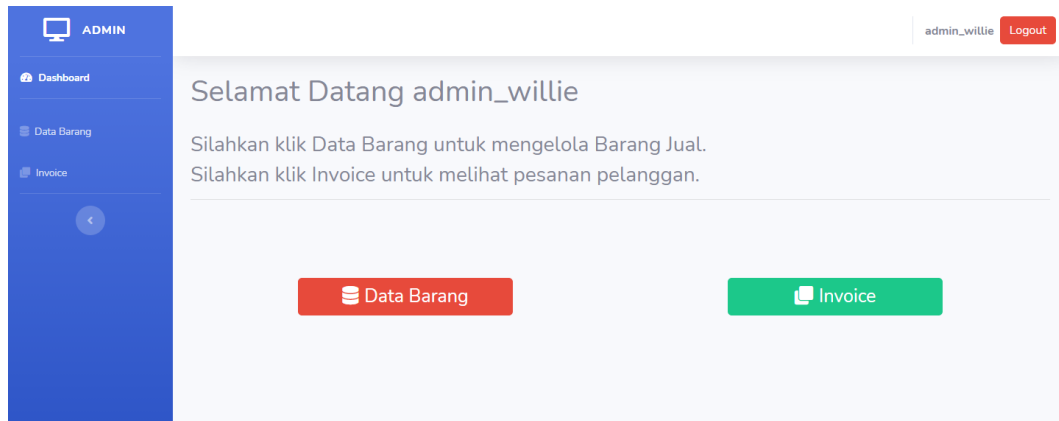 ADMIN
admin_willie Logout
Dashboard
Data Barang
Invoice
Selamat Datang admin_willie
Silahkan klik Data Barang untuk mengelola Barang Jual.
Silahkan klik Invoice untuk melihat pesanan pelanggan.
Data Barang
Invoice